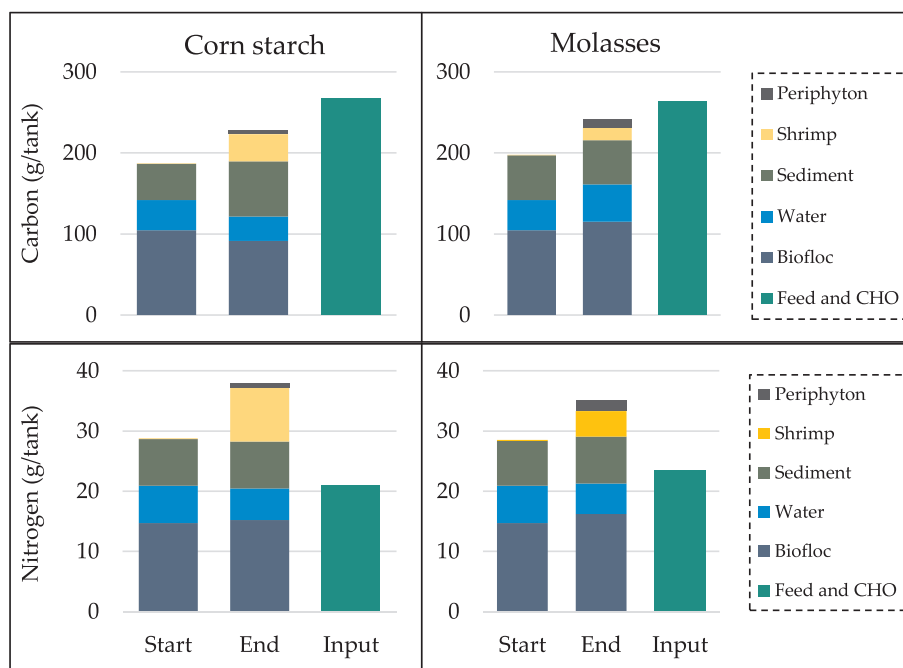 Corn starch
Molasses
Carbon (g/tank)
300
200
100
0
300
200
100
0
Periphyton
Shrimp
Sediment
Water
Biofloc
Feed and CHO
Nitrogen (g/tank)
40
30
20
10
0
Start End Input
40
30
20
10
0
Start End Input
Periphyton
Shrimp
Sediment
Water
Biofloc
Feed and CHO